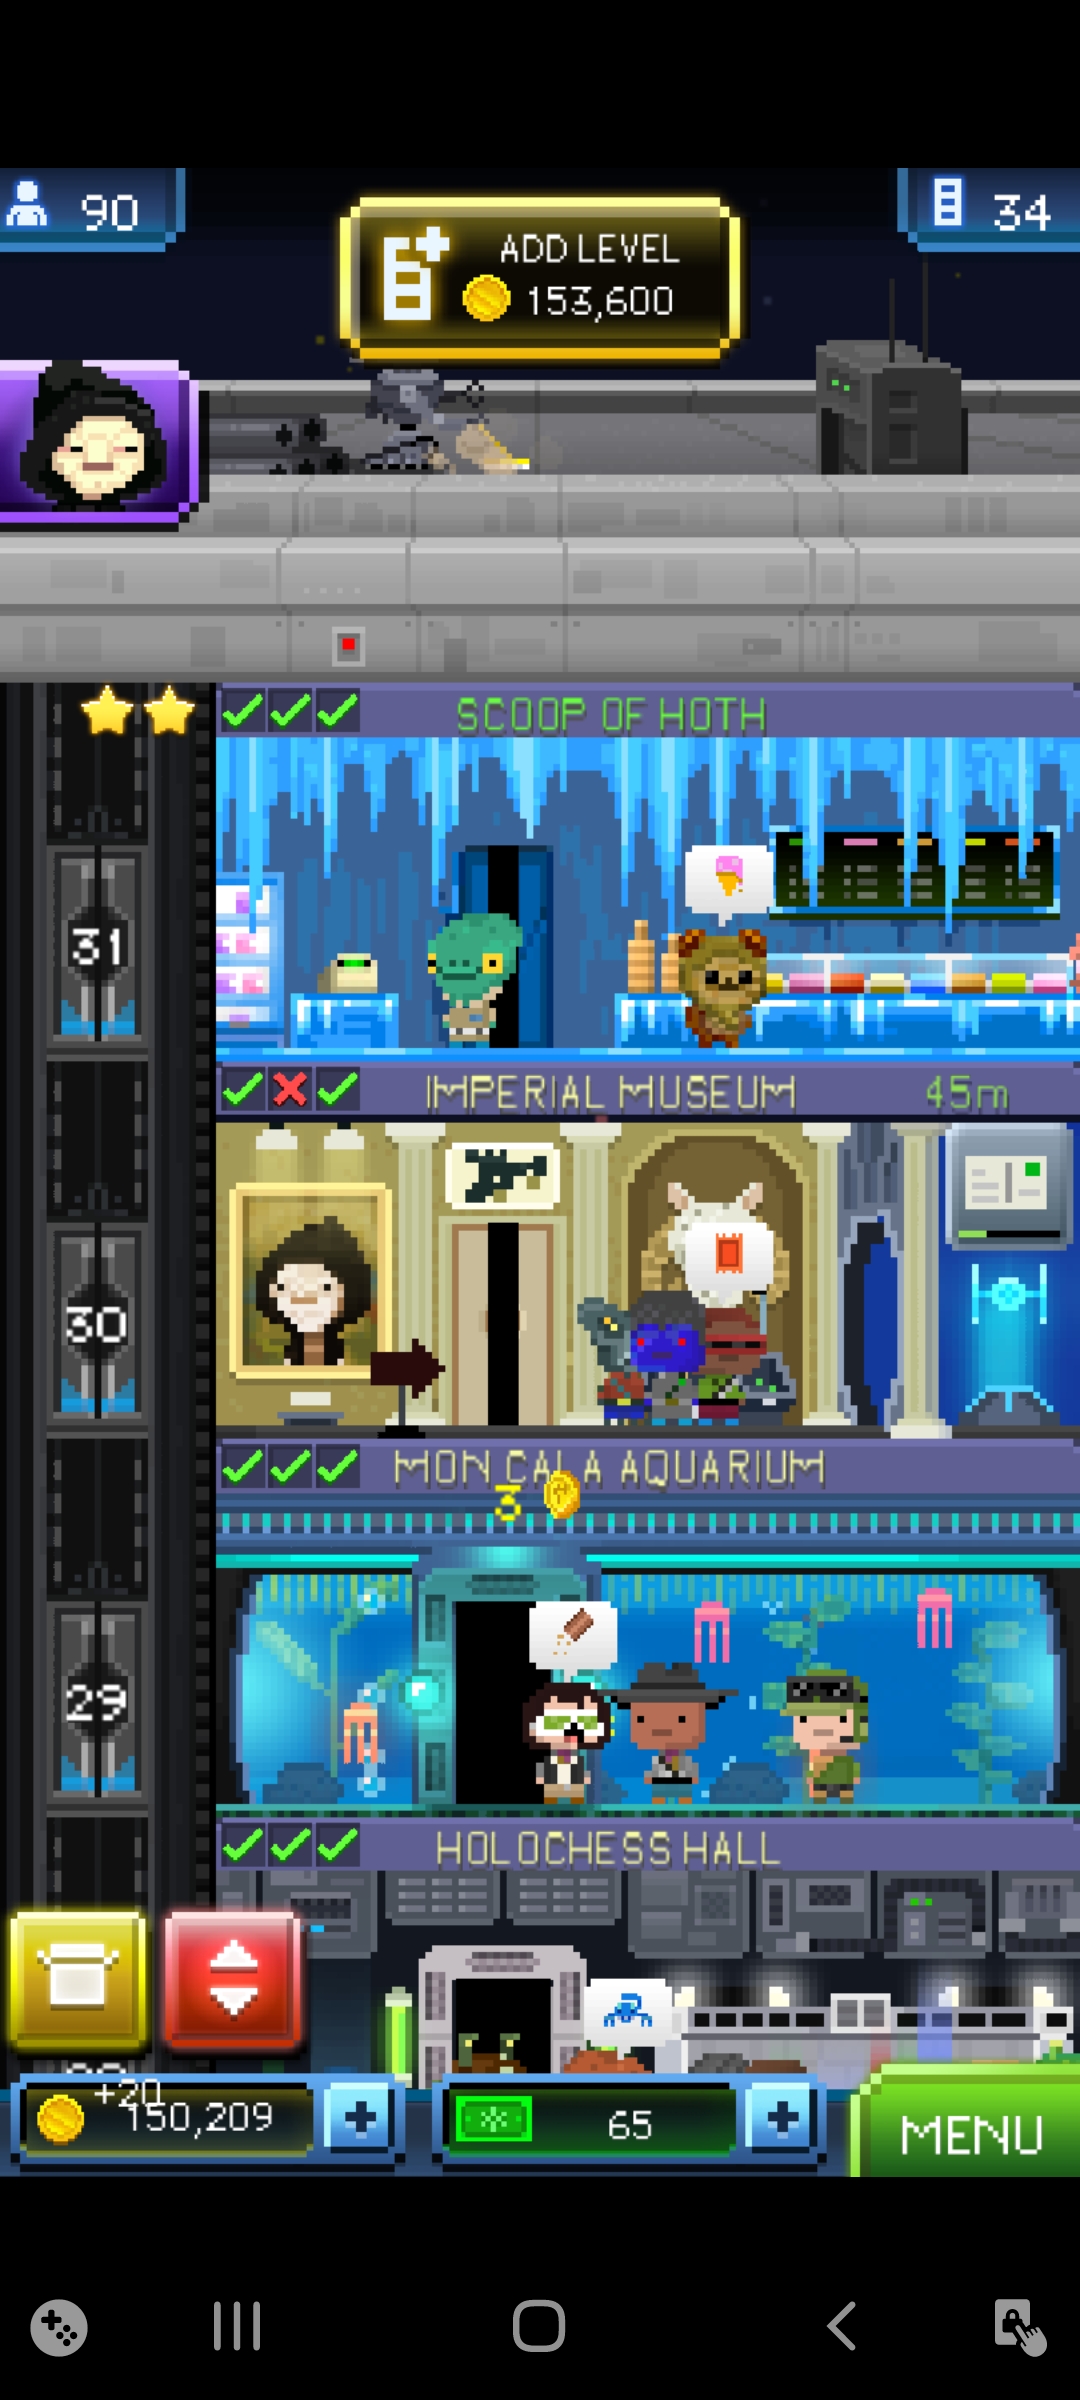 90
ADD LEVEL
153,600
34
SCOOP OF HOTH
31
IMPERIAL MUSEUM 45m
30
MON CALA AQUARIUM
3
29
HOLOCHESS HALL
+20
150,209
65
MENU